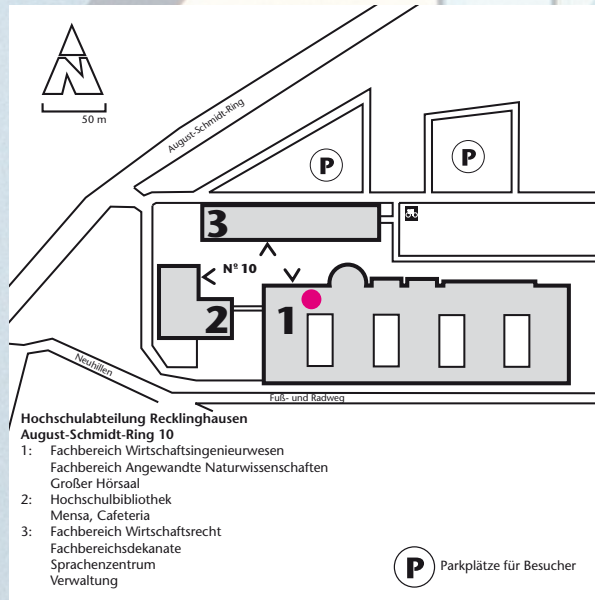 N
50 m
August-Schmidt-Ring
P
P
3
Nº 10
2
1
Neuhillen
Fuß- und Radweg
Hochschulabteilung Recklinghausen
August-Schmidt-Ring 10
1: Fachbereich Wirtschaftsingenieurwesen
Fachbereich Angewandte Naturwissenschaften
Großer Hörsaal
2: Hochschulbibliothek
Mensa, Cafeteria
3: Fachbereich Wirtschaftsrecht
Fachbereichsdekanate
Sprachenzentrum
Verwaltung
P Parkplätze für Besucher